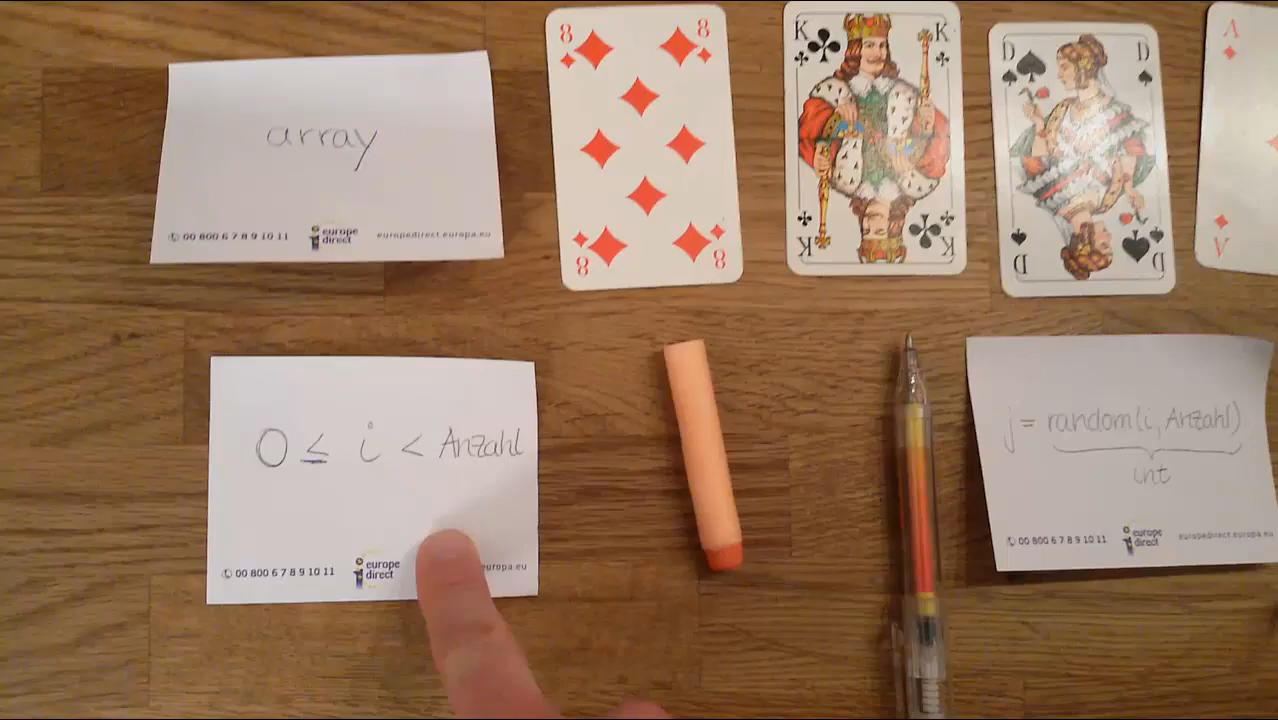 array
00 800 6 7 8 9 10 11 europe direct europedirect.europa.eu
8 8
8 8
K K
K K
D D
D D
A
A
0 ≤ i < Anzahl
00 800 6 7 8 9 10 11 europe direct europa.eu
j = random(i, Anzahl)
int
00 800 6 7 8 9 10 11 europe direct europedirect.europa.eu